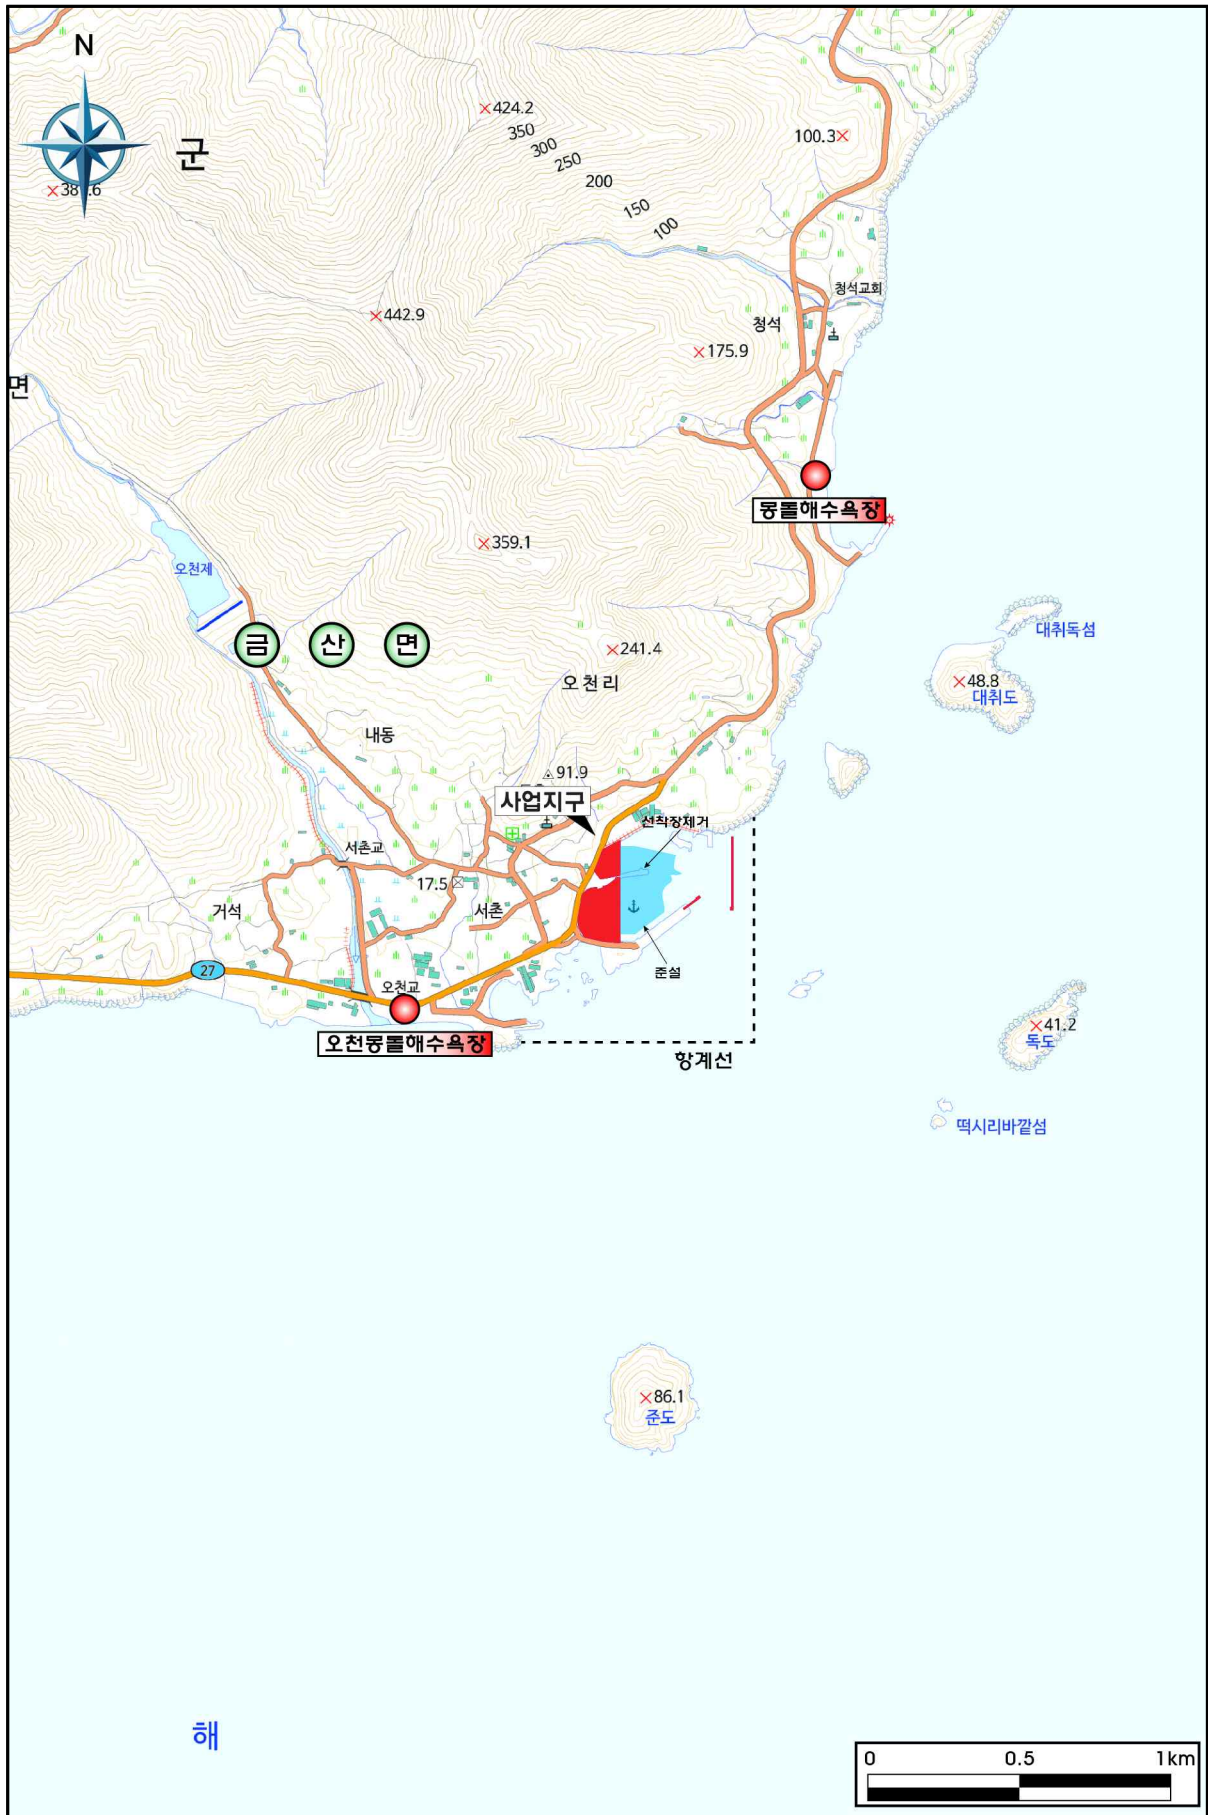 N
군
424.2
350
300
250
200
150
100
100.3
442.9
청석교회
청석
175.9
면
몽돌해수욕장
359.1
오천제
금 산 면
241.4
오천리
대취독섬
48.8
대취도
내동
91.9
사업지구
선착장제거
서촌교
17.5
거석
서촌
준설
27
오천교
오천몽돌해수욕장
항계선
41.2
독도
떡시리바깥섬
86.1
준도
해
0 0.5 1km